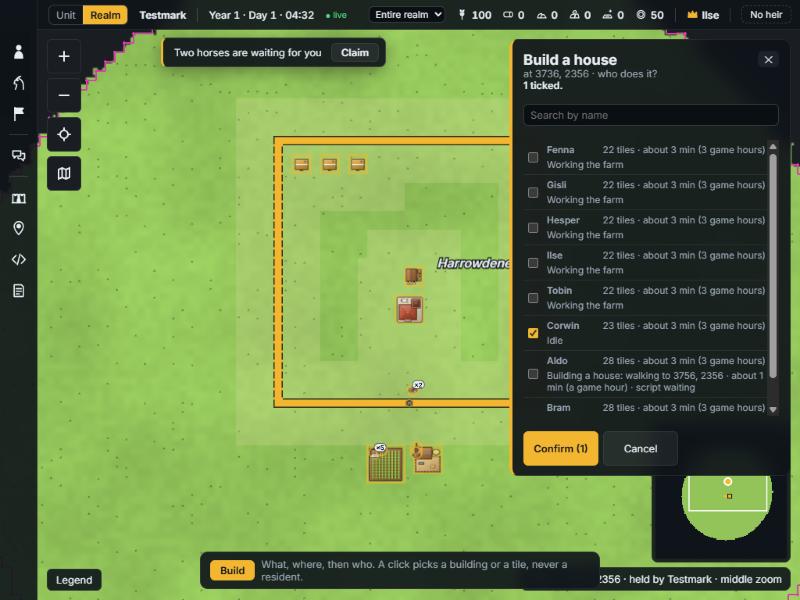 Unit Realm Testmark Year 1 · Day 1 · 04:32 live Entire realm 100 0 0 0 0 50 Ilse No heir
Two horses are waiting for you Claim
Build a house
at 3736, 2356 · who does it?
1 ticked.
Search by name
Fenna 22 tiles · about 3 min (3 game hours)
Working the farm
Gisli 22 tiles · about 3 min (3 game hours)
Working the farm
Hesper 22 tiles · about 3 min (3 game hours)
Working the farm
Ilse 22 tiles · about 3 min (3 game hours)
Working the farm
Tobin 22 tiles · about 3 min (3 game hours)
Working the farm
Corwin 23 tiles · about 3 min (3 game hours)
Idle
Aldo 28 tiles · about 3 min (3 game hours)
Building a house: walking to 3756, 2356 · about 1
min (a game hour) · script waiting
Bram 28 tiles · about 3 min (3 game hours)
Confirm (1) Cancel
Harrowdene
x2
x5
Build What, where, then who. A click picks a building or a tile, never a
resident.
Legend
2356 · held by Testmark · middle zoom